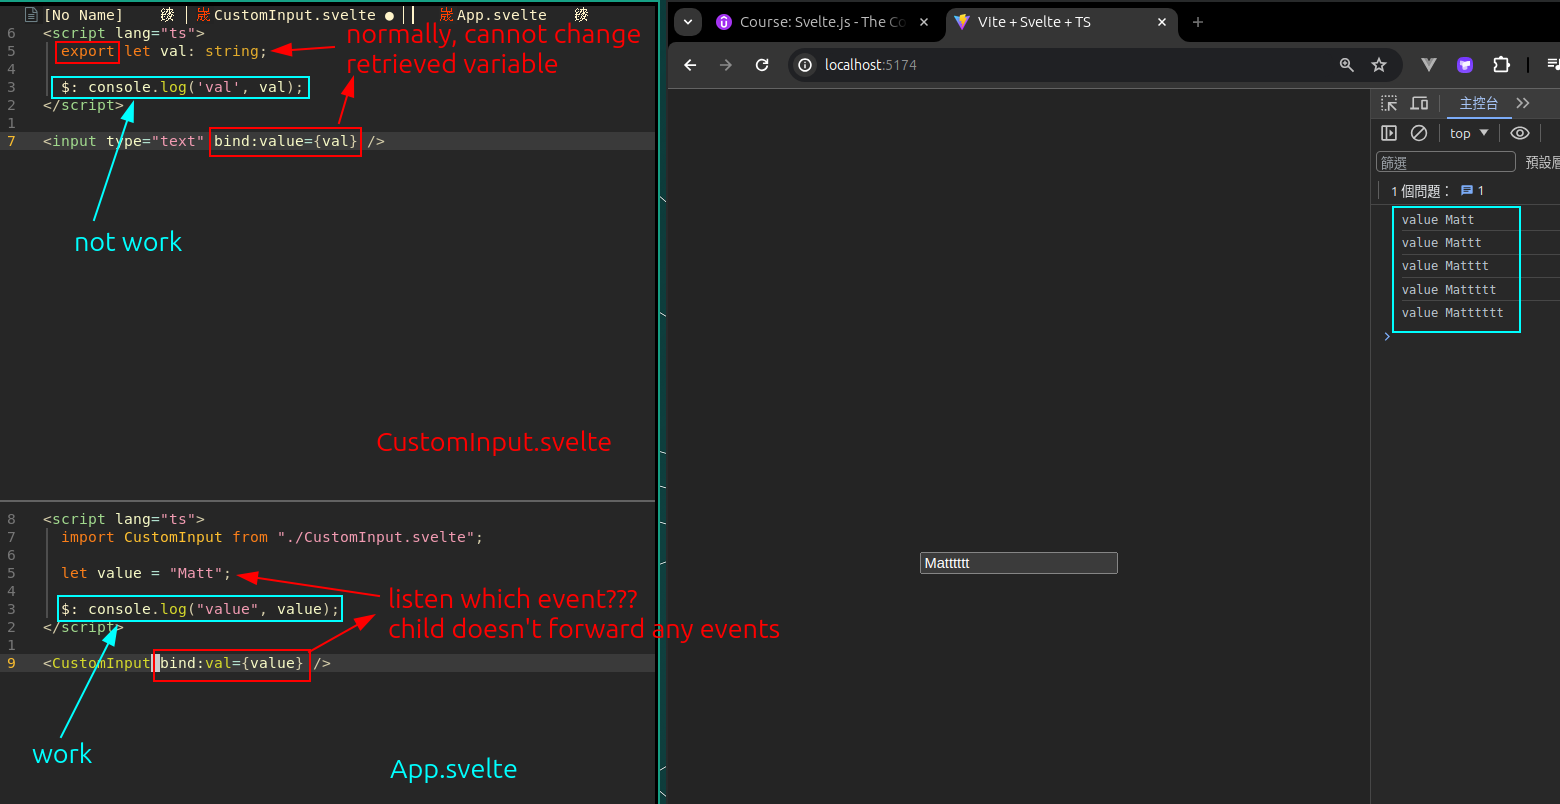 [No Name]
CustomInput.svelte ●
App.svelte
6 <script lang="ts">
5 export let val: string;
4
3 $: console.log('val', val);
2 </script>
1
7 <input type="text" bind:value={val} />
normally, cannot change
retrieved variable
not work
CustomInput.svelte
8 <script lang="ts">
7 import CustomInput from "./CustomInput.svelte";
6
5 let value = "Matt";
4
3 $: console.log("value", value);
2 </script>
1
9 <CustomInput bind:val={value} />
listen which event???
child doesn't forward any events
work
App.svelte
Course: Svelte.js - The Co
Vite + Svelte + TS
localhost:5174
主控台
top
篩選
預設層
1 個問題：
1
value Matt
value Mattt
value Matttt
value Mattttt
value Matttttt
Matttttt